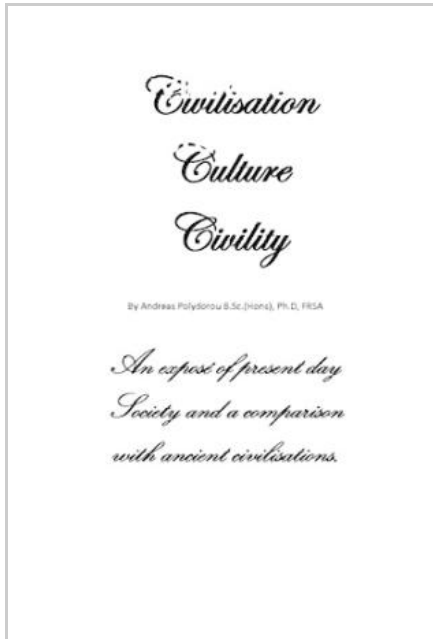 Civilisation
Culture
Civility
By Andreas Polydorou B.Sc.(Hons), Ph.D, FRSA
An exposé of present day
Society and a comparison
with ancient civilisations.